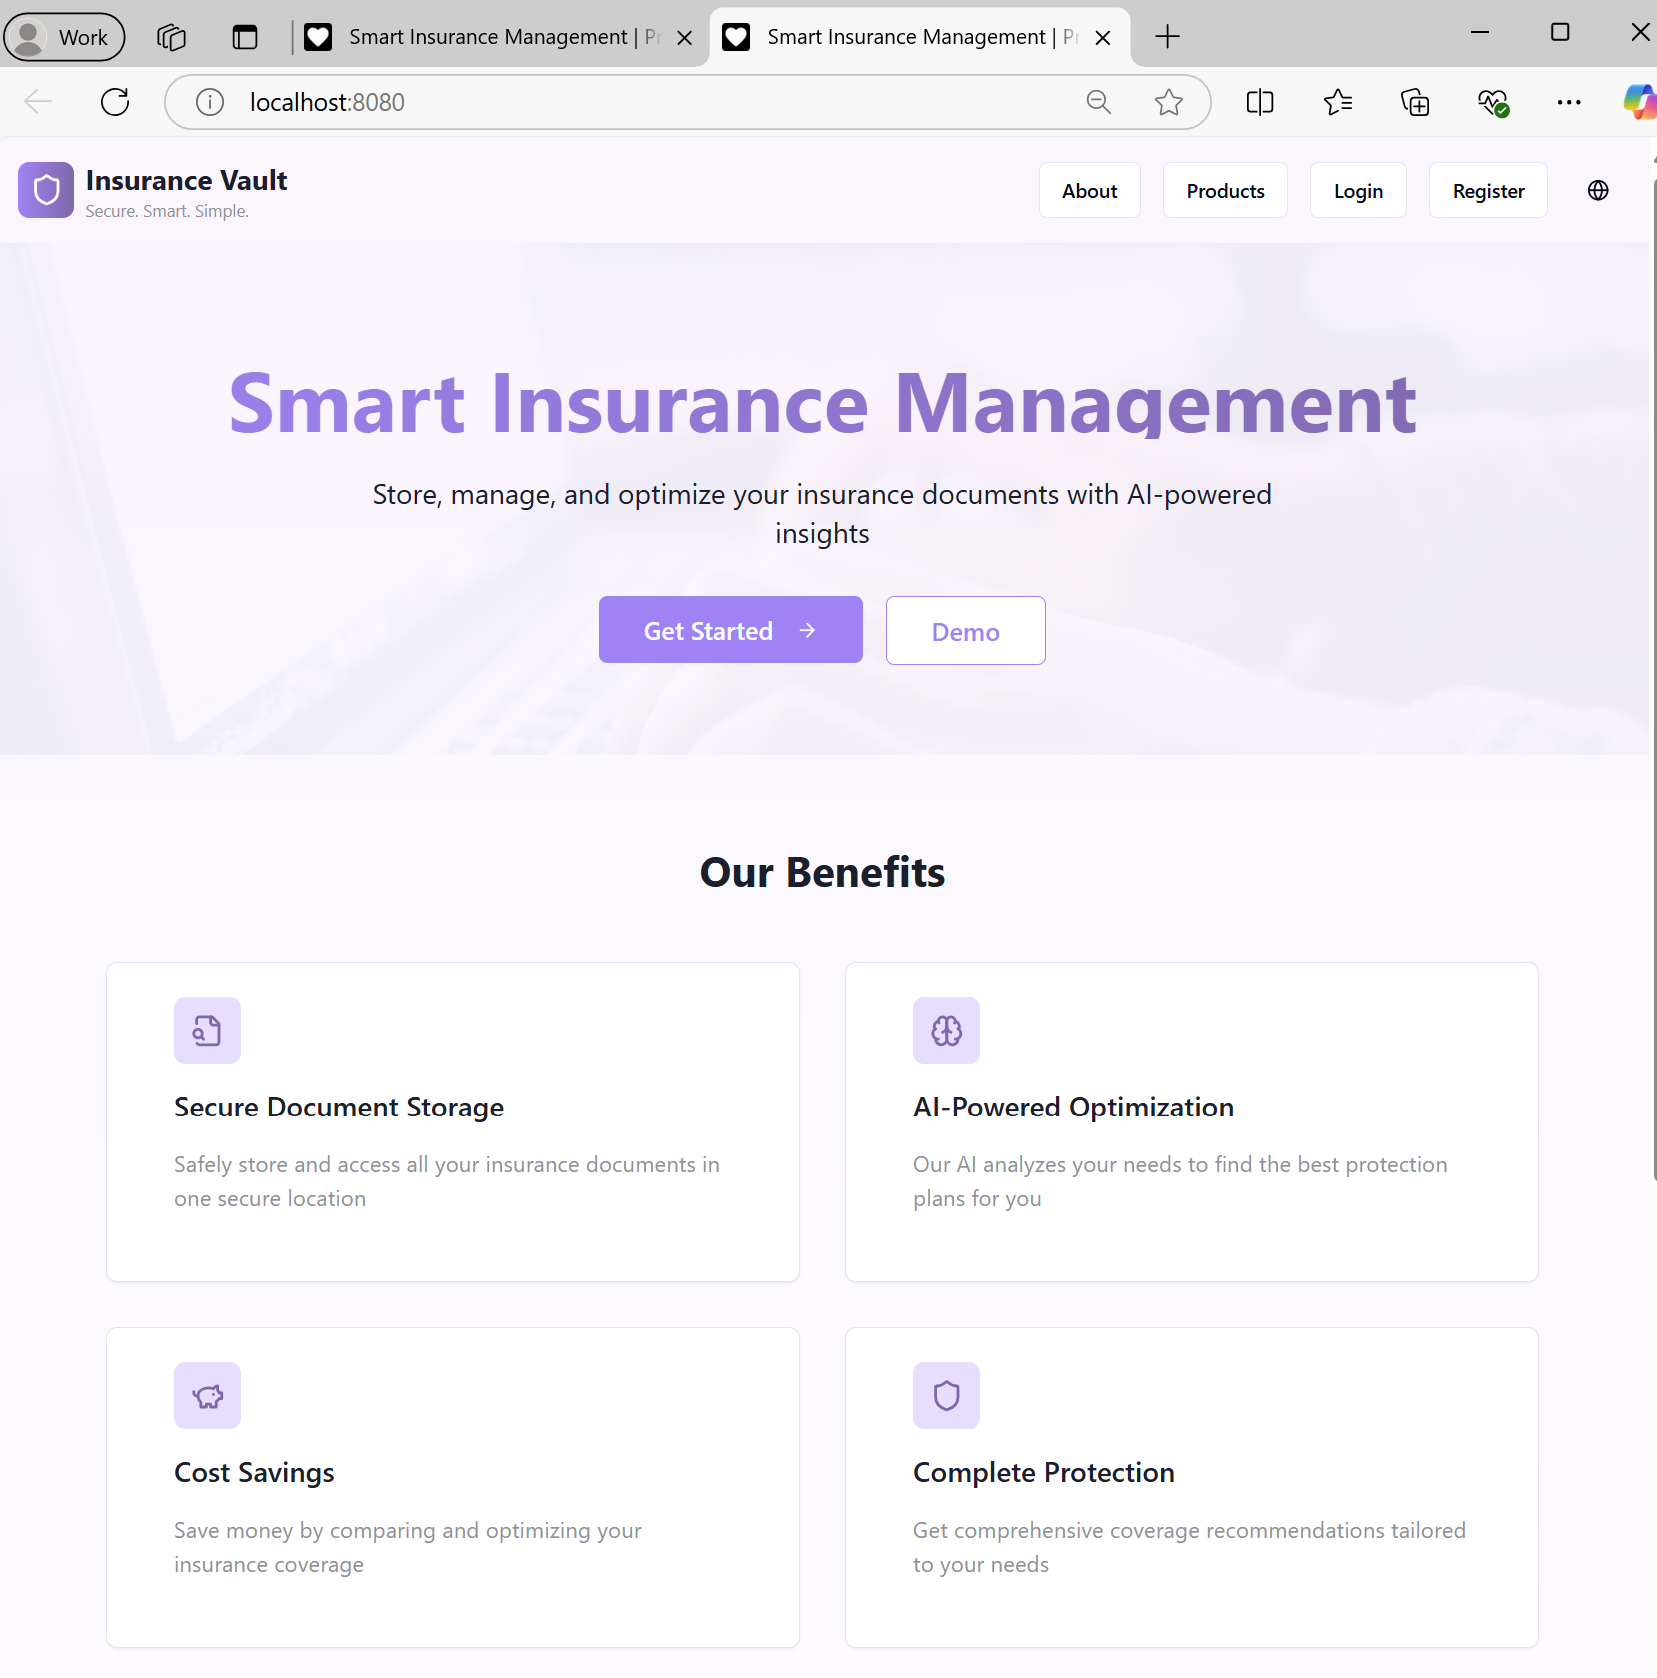 Work
Smart Insurance Management | Pr
Smart Insurance Management | Pr
localhost:8080
Insurance Vault
Secure. Smart. Simple.
About
Products
Login
Register
Smart Insurance Management
Store, manage, and optimize your insurance documents with AI-powered
insights
Get Started
Demo
Our Benefits
Secure Document Storage
Safely store and access all your insurance documents in
one secure location
AI-Powered Optimization
Our AI analyzes your needs to find the best protection
plans for you
Cost Savings
Save money by comparing and optimizing your
insurance coverage
Complete Protection
Get comprehensive coverage recommendations tailored
to your needs